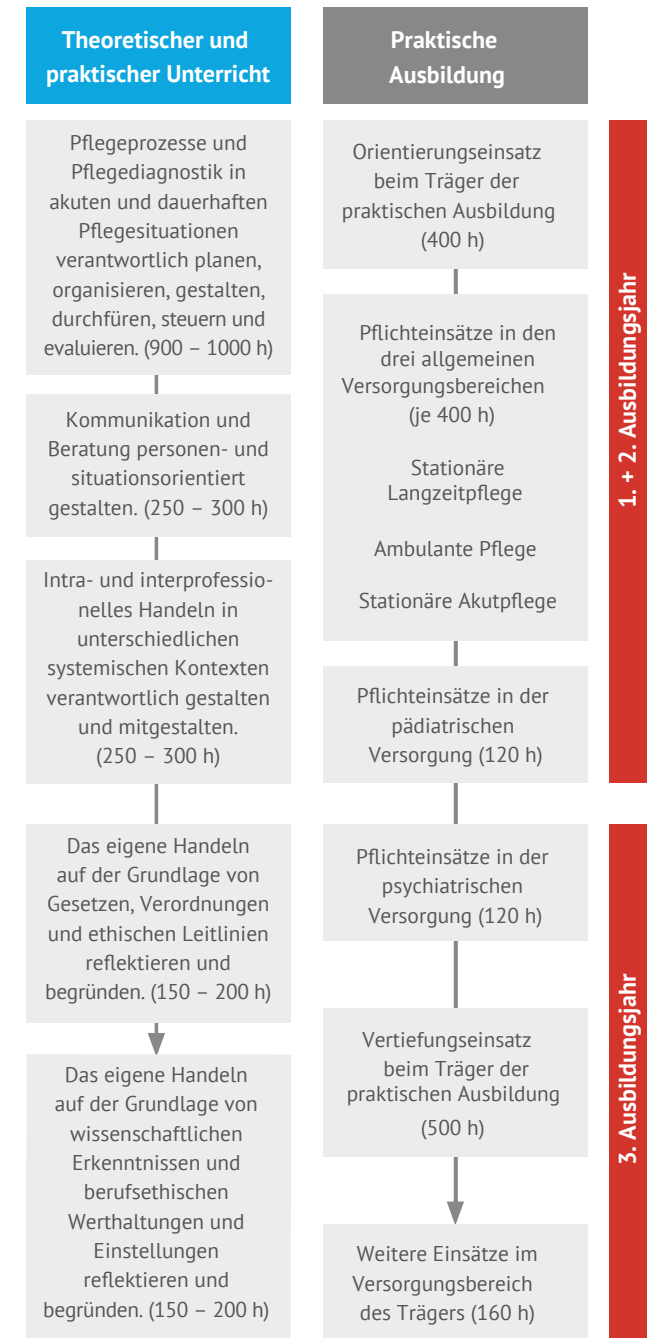 Theoretischer und
praktischer Unterricht
Pflegeprozesse und
Pflegediagnostik in
akuten und dauerhaften
Pflegesituationen
verantwortlich planen,
organisieren, gestalten,
durchfüren, steuern und
evaluieren. (900 – 1000 h)
Kommunikation und
Beratung personen- und
situationsorientiert
gestalten. (250 – 300 h)
Intra- und interprofessio-
nelles Handeln in
unterschiedlichen
systemischen Kontexten
verantwortlich gestalten
und mitgestalten.
(250 – 300 h)
Das eigene Handeln
auf der Grundlage von
Gesetzen, Verordnungen
und ethischen Leitlinien
reflektieren und
begründen. (150 – 200 h)
Das eigene Handeln
auf der Grundlage von
wissenschaftlichen
Erkenntnissen und
berufsethischen
Werthaltungen und
Einstellungen
reflektieren und
begründen. (150 – 200 h)
Praktische
Ausbildung
Orientierungseinsatz
beim Träger der
praktischen Ausbildung
(400 h)
Pflichteinsätze in den
drei allgemeinen
Versorgungsbereichen
(je 400 h)
Stationäre
Langzeitpflege
Ambulante Pflege
Stationäre Akutpflege
Pflichteinsätze in der
pädiatrischen
Versorgung (120 h)
Pflichteinsätze in der
psychiatrischen
Versorgung (120 h)
Vertiefungseinsatz
beim Träger der
praktischen Ausbildung
(500 h)
Weitere Einsätze im
Versorgungsbereich
des Trägers (160 h)
1. + 2. Ausbildungsjahr
3. Ausbildungsjahr